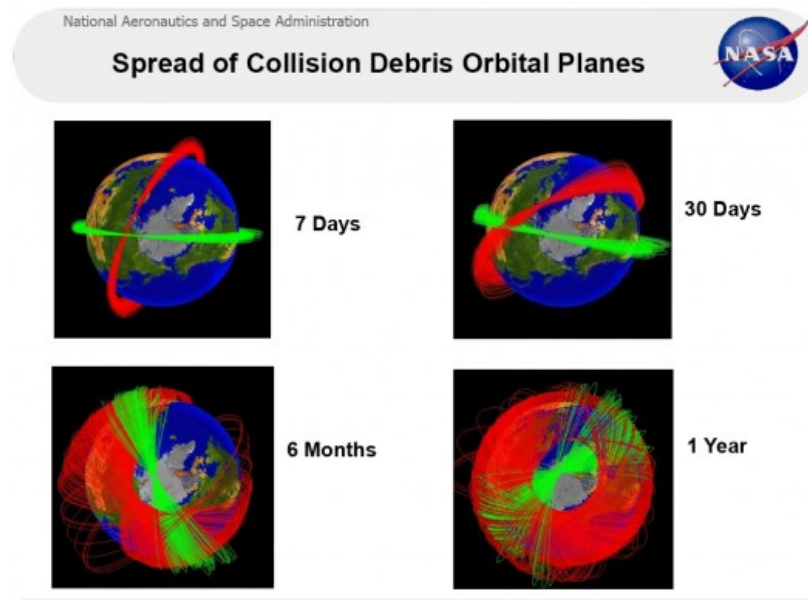 National Aeronautics and Space Administration
Spread of Collision Debris Orbital Planes
NASA
7 Days
30 Days
6 Months
1 Year